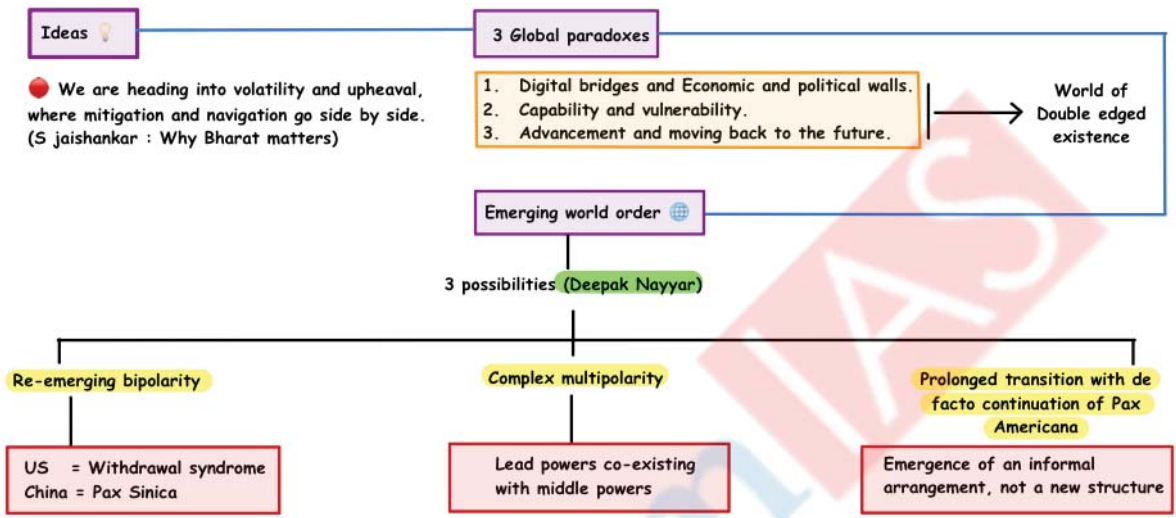 Ideas
3 Global paradoxes
We are heading into volatility and upheaval,
where mitigation and navigation go side by side.
(S jaishankar : Why Bharat matters)
1. Digital bridges and Economic and political walls.
2. Capability and vulnerability.
3. Advancement and moving back to the future.
World of
Double edged
existence
Emerging world order
3 possibilities (Deepak Nayyar)
Re-emerging bipolarity
Complex multipolarity
Prolonged transition with de
facto continuation of Pax
Americana
US = Withdrawal syndrome
China = Pax Sinica
Lead powers co-existing
with middle powers
Emergence of an informal
arrangement, not a new structure
IAS